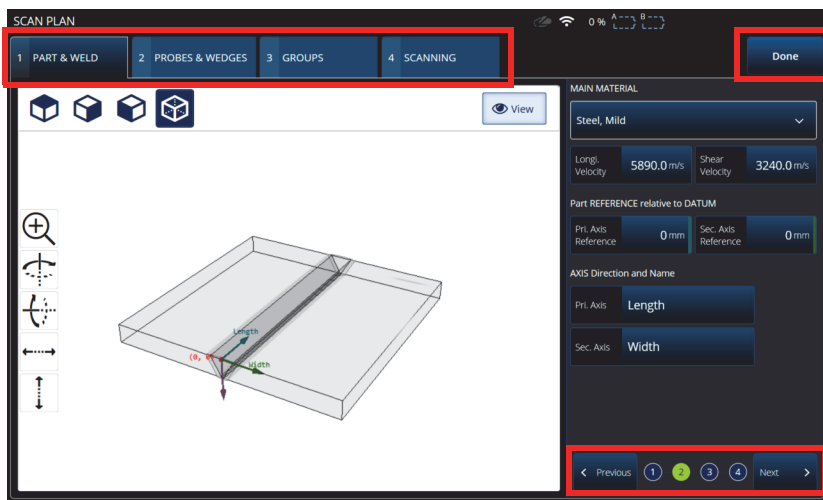 SCAN PLAN
0 % A B
1 PART & WELD 2 PROBES & WEDGES 3 GROUPS 4 SCANNING Done
View
MAIN MATERIAL
Steel, Mild
Longi. Velocity 5890.0 m/s Shear Velocity 3240.0 m/s
Part REFERENCE relative to DATUM
Pri. Axis Reference 0 mm Sec. Axis Reference 0 mm
AXIS Direction and Name
Pri. Axis Length
Sec. Axis Width
Length
(0,
Width
Previous 1 2 3 4 Next